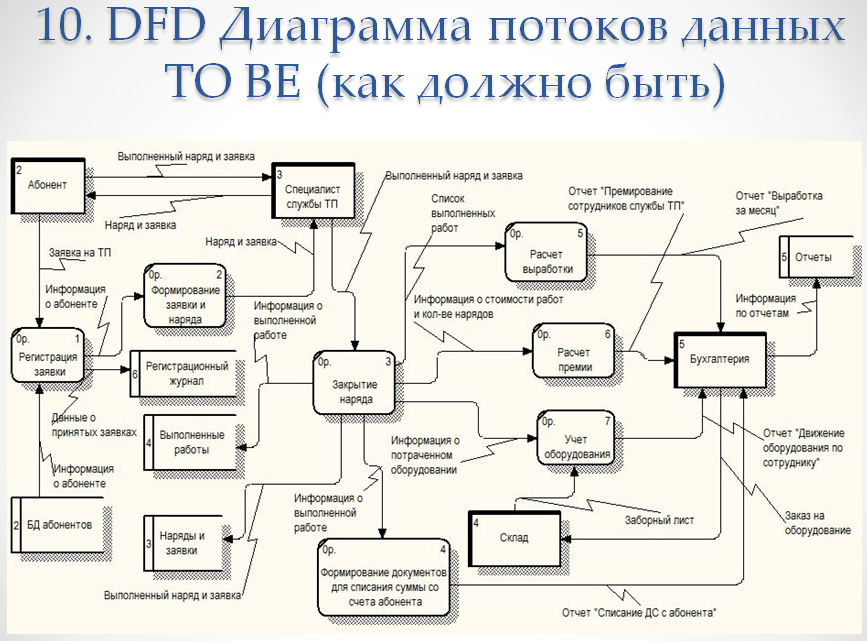 10. DFD Диаграмма потоков данных
TO BE (как должно быть)
Выполненный наряд и заявка
2
Абонент
3
Специалист
службы ТП
Наряд и заявка
Выполненный наряд и заявка
Заявка на ТП
Наряд и заявка
Список
выполненных
работ
Отчет "Премирование
сотрудников службы ТП"
Отчет "Выработка
за месяц"
0р.
5
Расчет
выработки
5
Отчеты
Информация
о абоненте
0р.
2
Формирование
заявки и
наряда
Информация о
выполненной
работе
Информация о стоимости работ
и кол-ве нарядов
Информация
по отчетам
0р.
1
Регистрация
заявки
6
Регистрационный
журнал
0р.
3
Закрытие
наряда
0р.
6
Расчет
премии
5
Бухгалтерия
Данные о
принятых заявках
4
Выполненные
работы
Информация о
потраченном
оборудовании
0р.
7
Учет
оборудования
Отчет "Движение
оборудования по
сотруднику"
Информация
о абоненте
2
БД абонентов
3
Наряды и
заявки
Информация о
выполненной
работе
4
Склад
Заборный лист
Заказ на
оборудование
0р.
4
Формирование документов
для списания суммы со
счета абонента
Выполненный наряд и заявка
Отчет "Списание ДС с абонента"